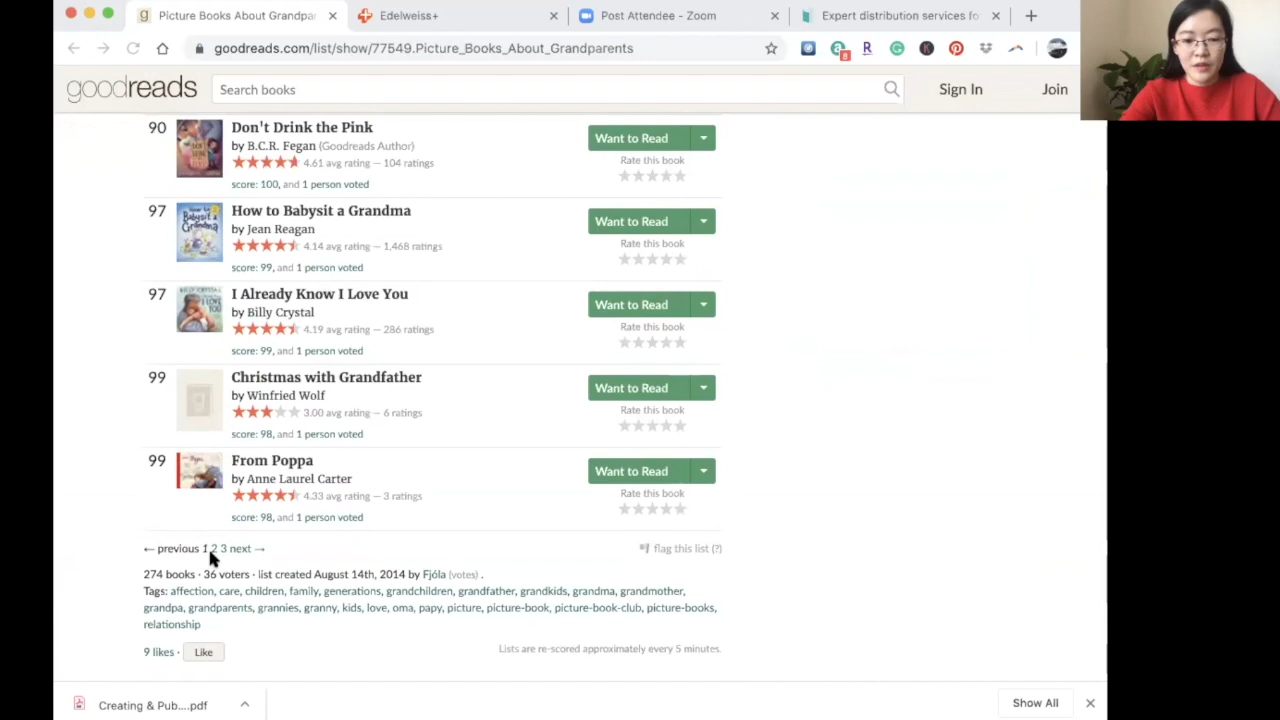 Picture Books About Grandpar
Edelweiss+
Post Attendee - Zoom
Expert distribution services fo
goodreads.com/list/show/77549.Picture_Books_About_Grandparents
8
goodreads
Search books
Sign In
Join
90
Don't Drink the Pink
by B.C.R. Fegan (Goodreads Author)
4.61 avg rating — 104 ratings
score: 100, and 1 person voted
Want to Read
Rate this book
97
How to Babysit a Grandma
by Jean Reagan
4.14 avg rating — 1,468 ratings
score: 99, and 1 person voted
Want to Read
Rate this book
97
I Already Know I Love You
by Billy Crystal
4.19 avg rating — 286 ratings
score: 99, and 1 person voted
Want to Read
Rate this book
99
Christmas with Grandfather
by Winfried Wolf
3.00 avg rating — 6 ratings
score: 98, and 1 person voted
Want to Read
Rate this book
99
From Poppa
by Anne Laurel Carter
4.33 avg rating — 3 ratings
score: 98, and 1 person voted
Want to Read
Rate this book
← previous 1 2 3 next →
flag this list (?)
274 books · 36 voters · list created August 14th, 2014 by Fjóla (votes) .
Tags: affection, care, children, family, generations, grandchildren, grandfather, grandkids, grandma, grandmother,
grandpa, grandparents, grannies, granny, kids, love, oma, papy, picture, picture-book, picture-book-club, picture-books,
relationship
9 likes · Like
Lists are re-scored approximately every 5 minutes.
Creating & Pub....pdf
Show All